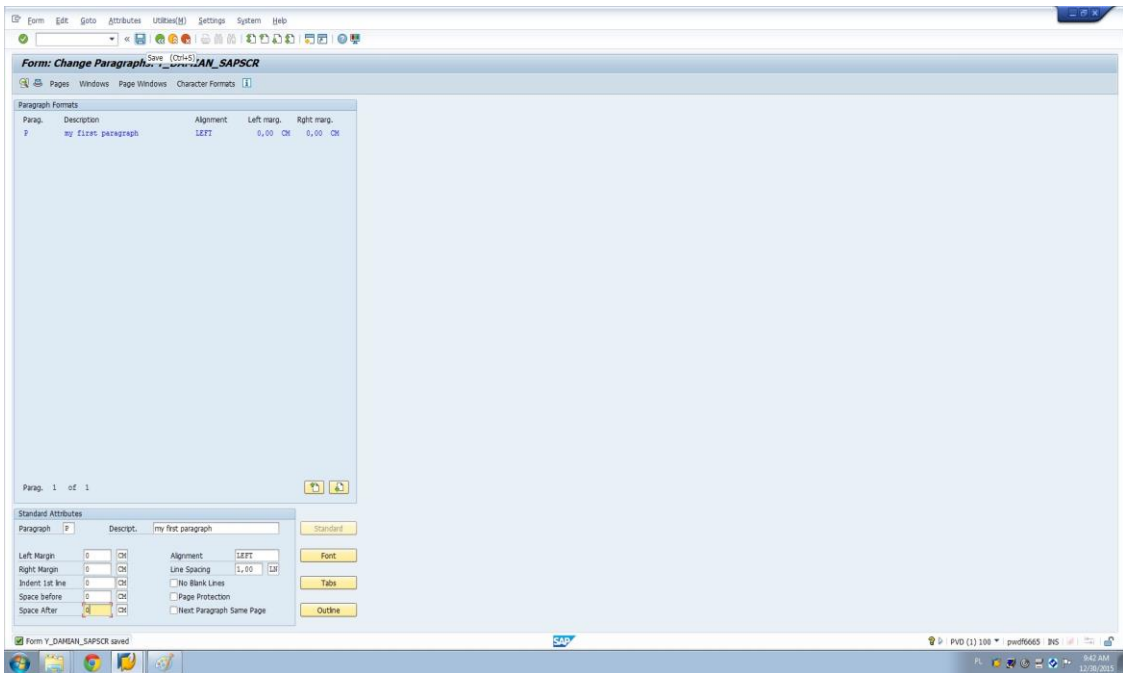 Form Edit Goto Attributes Utilities(M) Settings System Help
Save (Ctrl+S)
Form: Change Paragraphs: Y_DAMIAN_SAPSCR
Pages Windows Page Windows Character Formats
Paragraph Formats
Parag. Description Alignment Left marg. Rght marg.
P my first paragraph LEFT 0,00 CM 0,00 CM
Parag. 1 of 1
Standard Attributes
Paragraph P Descript. my first paragraph Standard
Left Margin 0 CM Alignment LEFT Font
Right Margin 0 CM Line Spacing 1,00 LN
Indent 1st line 0 CM No Blank Lines Tabs
Space before 0 CM Page Protection
Space After 0 CM Next Paragraph Same Page Outline
Form Y_DAMIAN_SAPSCR saved SAP PVD (1) 100 pwdf6665 INS
PL 9:42 AM
12/30/2015